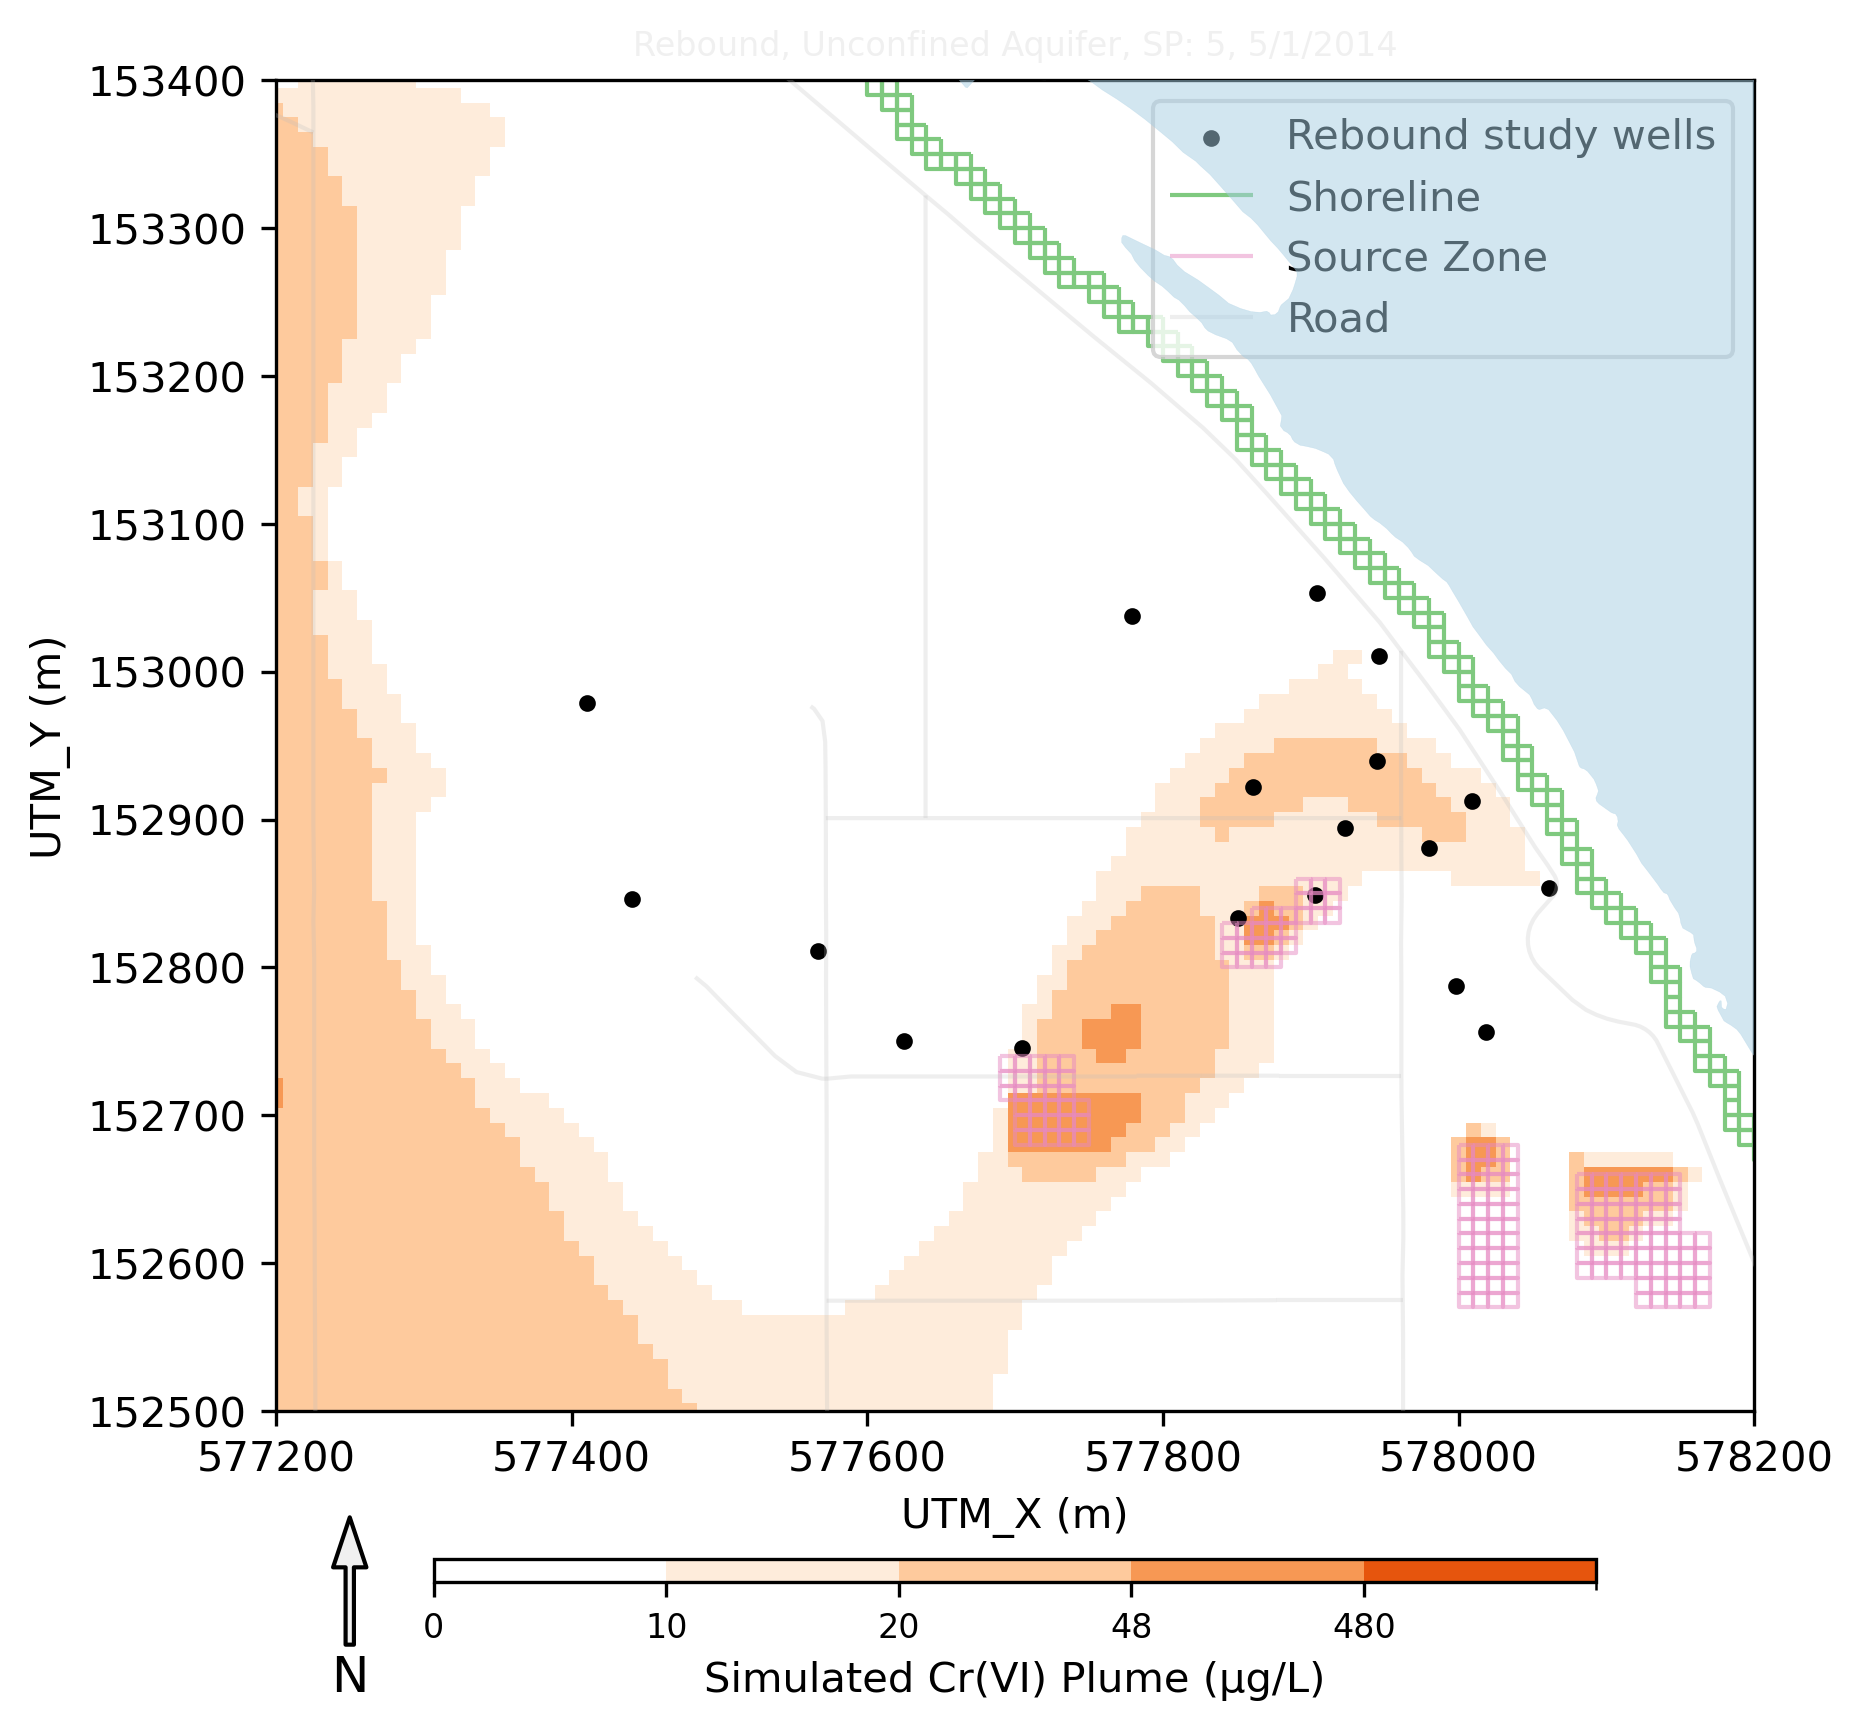 Rebound, Unconfined Aquifer, SP: 5, 5/1/2014
153400
153300
153200
153100
153000
152900
152800
152700
152600
152500
UTM_Y (m)
Rebound study wells
Shoreline
Source Zone
Road
577200 577400 577600 577800 578000 578200
UTM_X (m)
N
0 10 20 48 480
Simulated Cr(VI) Plume (μg/L)